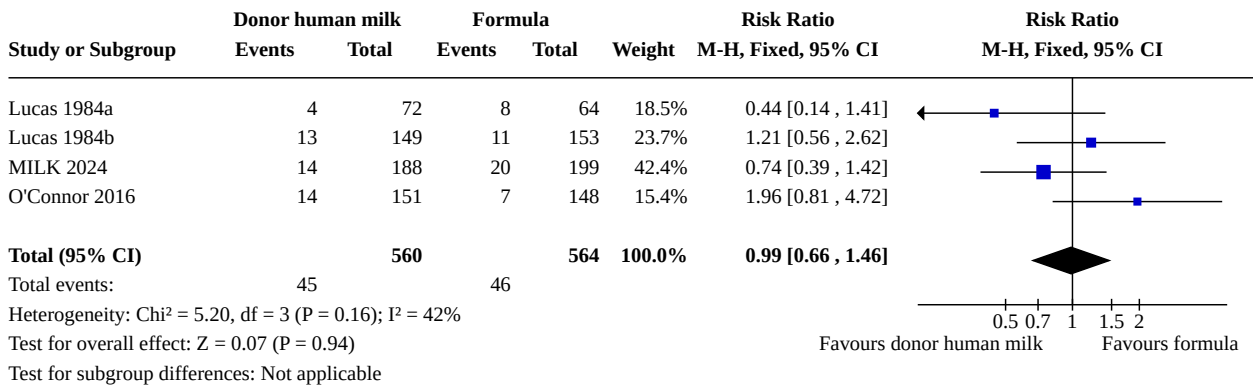 Donor human milk Formula Risk Ratio Risk Ratio
Study or Subgroup Events Total Events Total Weight M-H, Fixed, 95% CI M-H, Fixed, 95% CI
Lucas 1984a 4 72 8 64 18.5% 0.44 [0.14 , 1.41]
Lucas 1984b 13 149 11 153 23.7% 1.21 [0.56 , 2.62]
MILK 2024 14 188 20 199 42.4% 0.74 [0.39 , 1.42]
O'Connor 2016 14 151 7 148 15.4% 1.96 [0.81 , 4.72]
Total (95% CI) 560 564 100.0% 0.99 [0.66 , 1.46]
Total events: 45 46
Heterogeneity: Chi² = 5.20, df = 3 (P = 0.16); I² = 42% 0.5 0.7 1 1.5 2
Test for overall effect: Z = 0.07 (P = 0.94) Favours donor human milk Favours formula
Test for subgroup differences: Not applicable